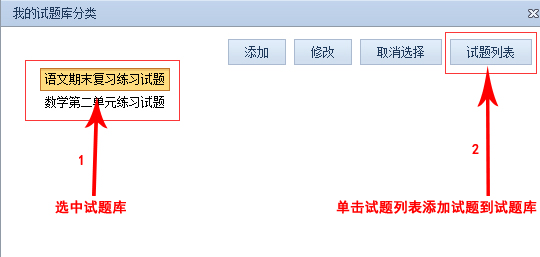 我的试题库分类
添加 修改 取消选择 试题列表
语文期末复习练习试题
数学第二单元练习试题
1
2
选中试题库
单击试题列表添加试题到试题库